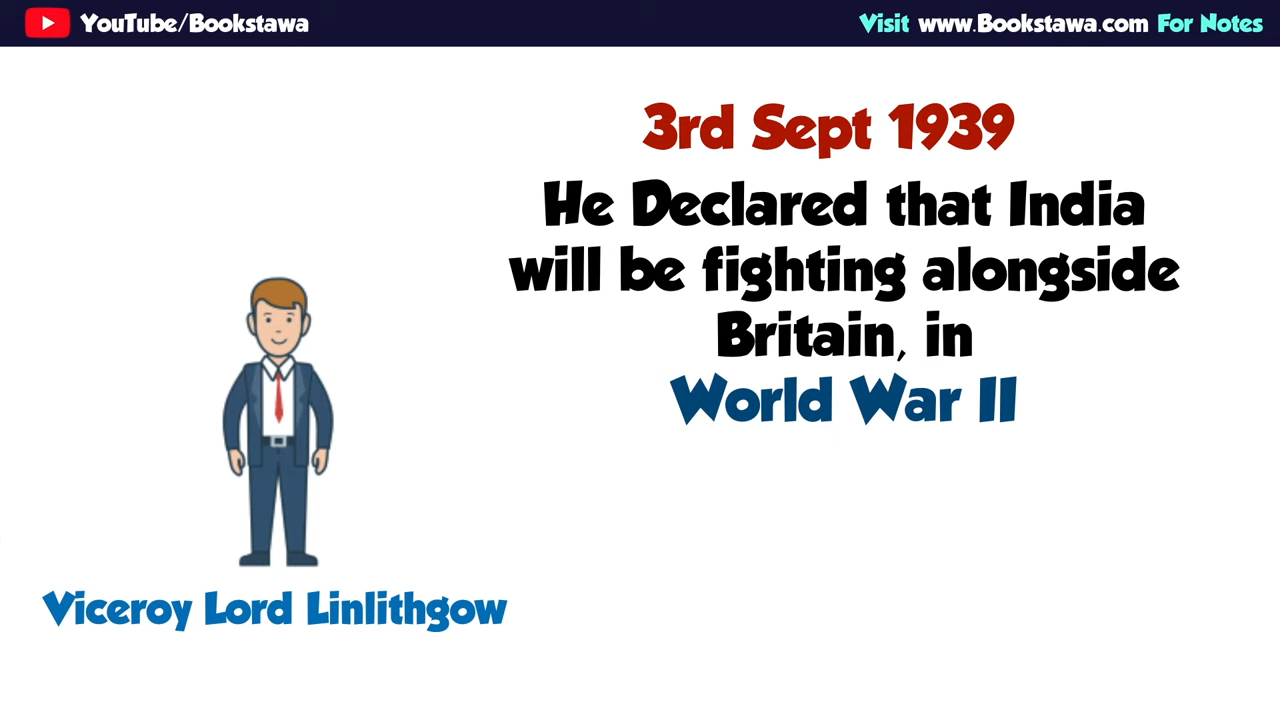 YouTube/Bookstawa
Visit www.Bookstawa.com For Notes
3rd Sept 1939
He Declared that India
will be fighting alongside
Britain, in
World War II
Viceroy Lord Linlithgow